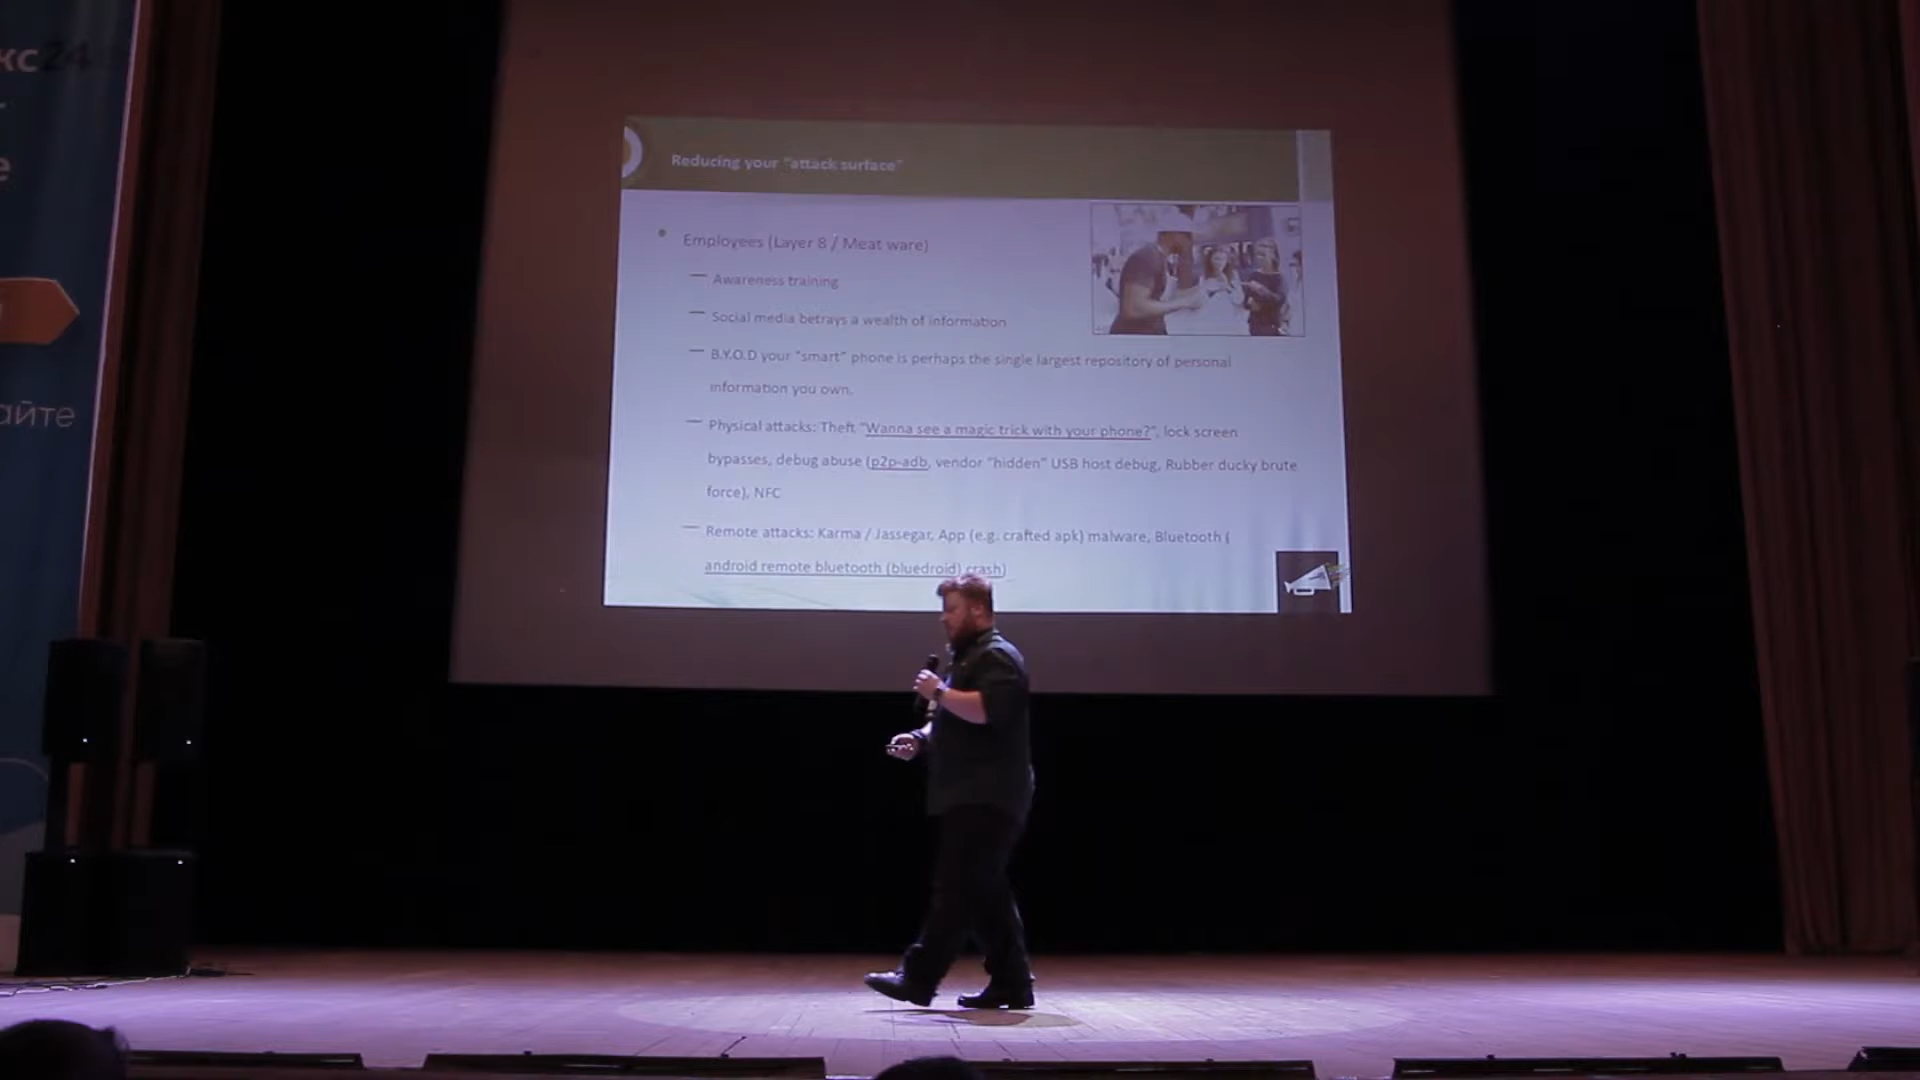 кс24
е
айте
Reducing your "attack surface"
Employees (Layer 8 / Meat ware)
Awareness training
Social media betrays a wealth of information
B.Y.O.D your "smart" phone is perhaps the single largest repository of personal
information you own.
Physical attacks: Theft "Wanna see a magic trick with your phone?", lock screen
bypasses, debug abuse (p2p-adb, vendor "hidden" USB host debug, Rubber ducky brute
force), NFC
Remote attacks: Karma / Jassegar, App (e.g. crafted apk) malware, Bluetooth (
android remote bluetooth (bluedroid) crash)